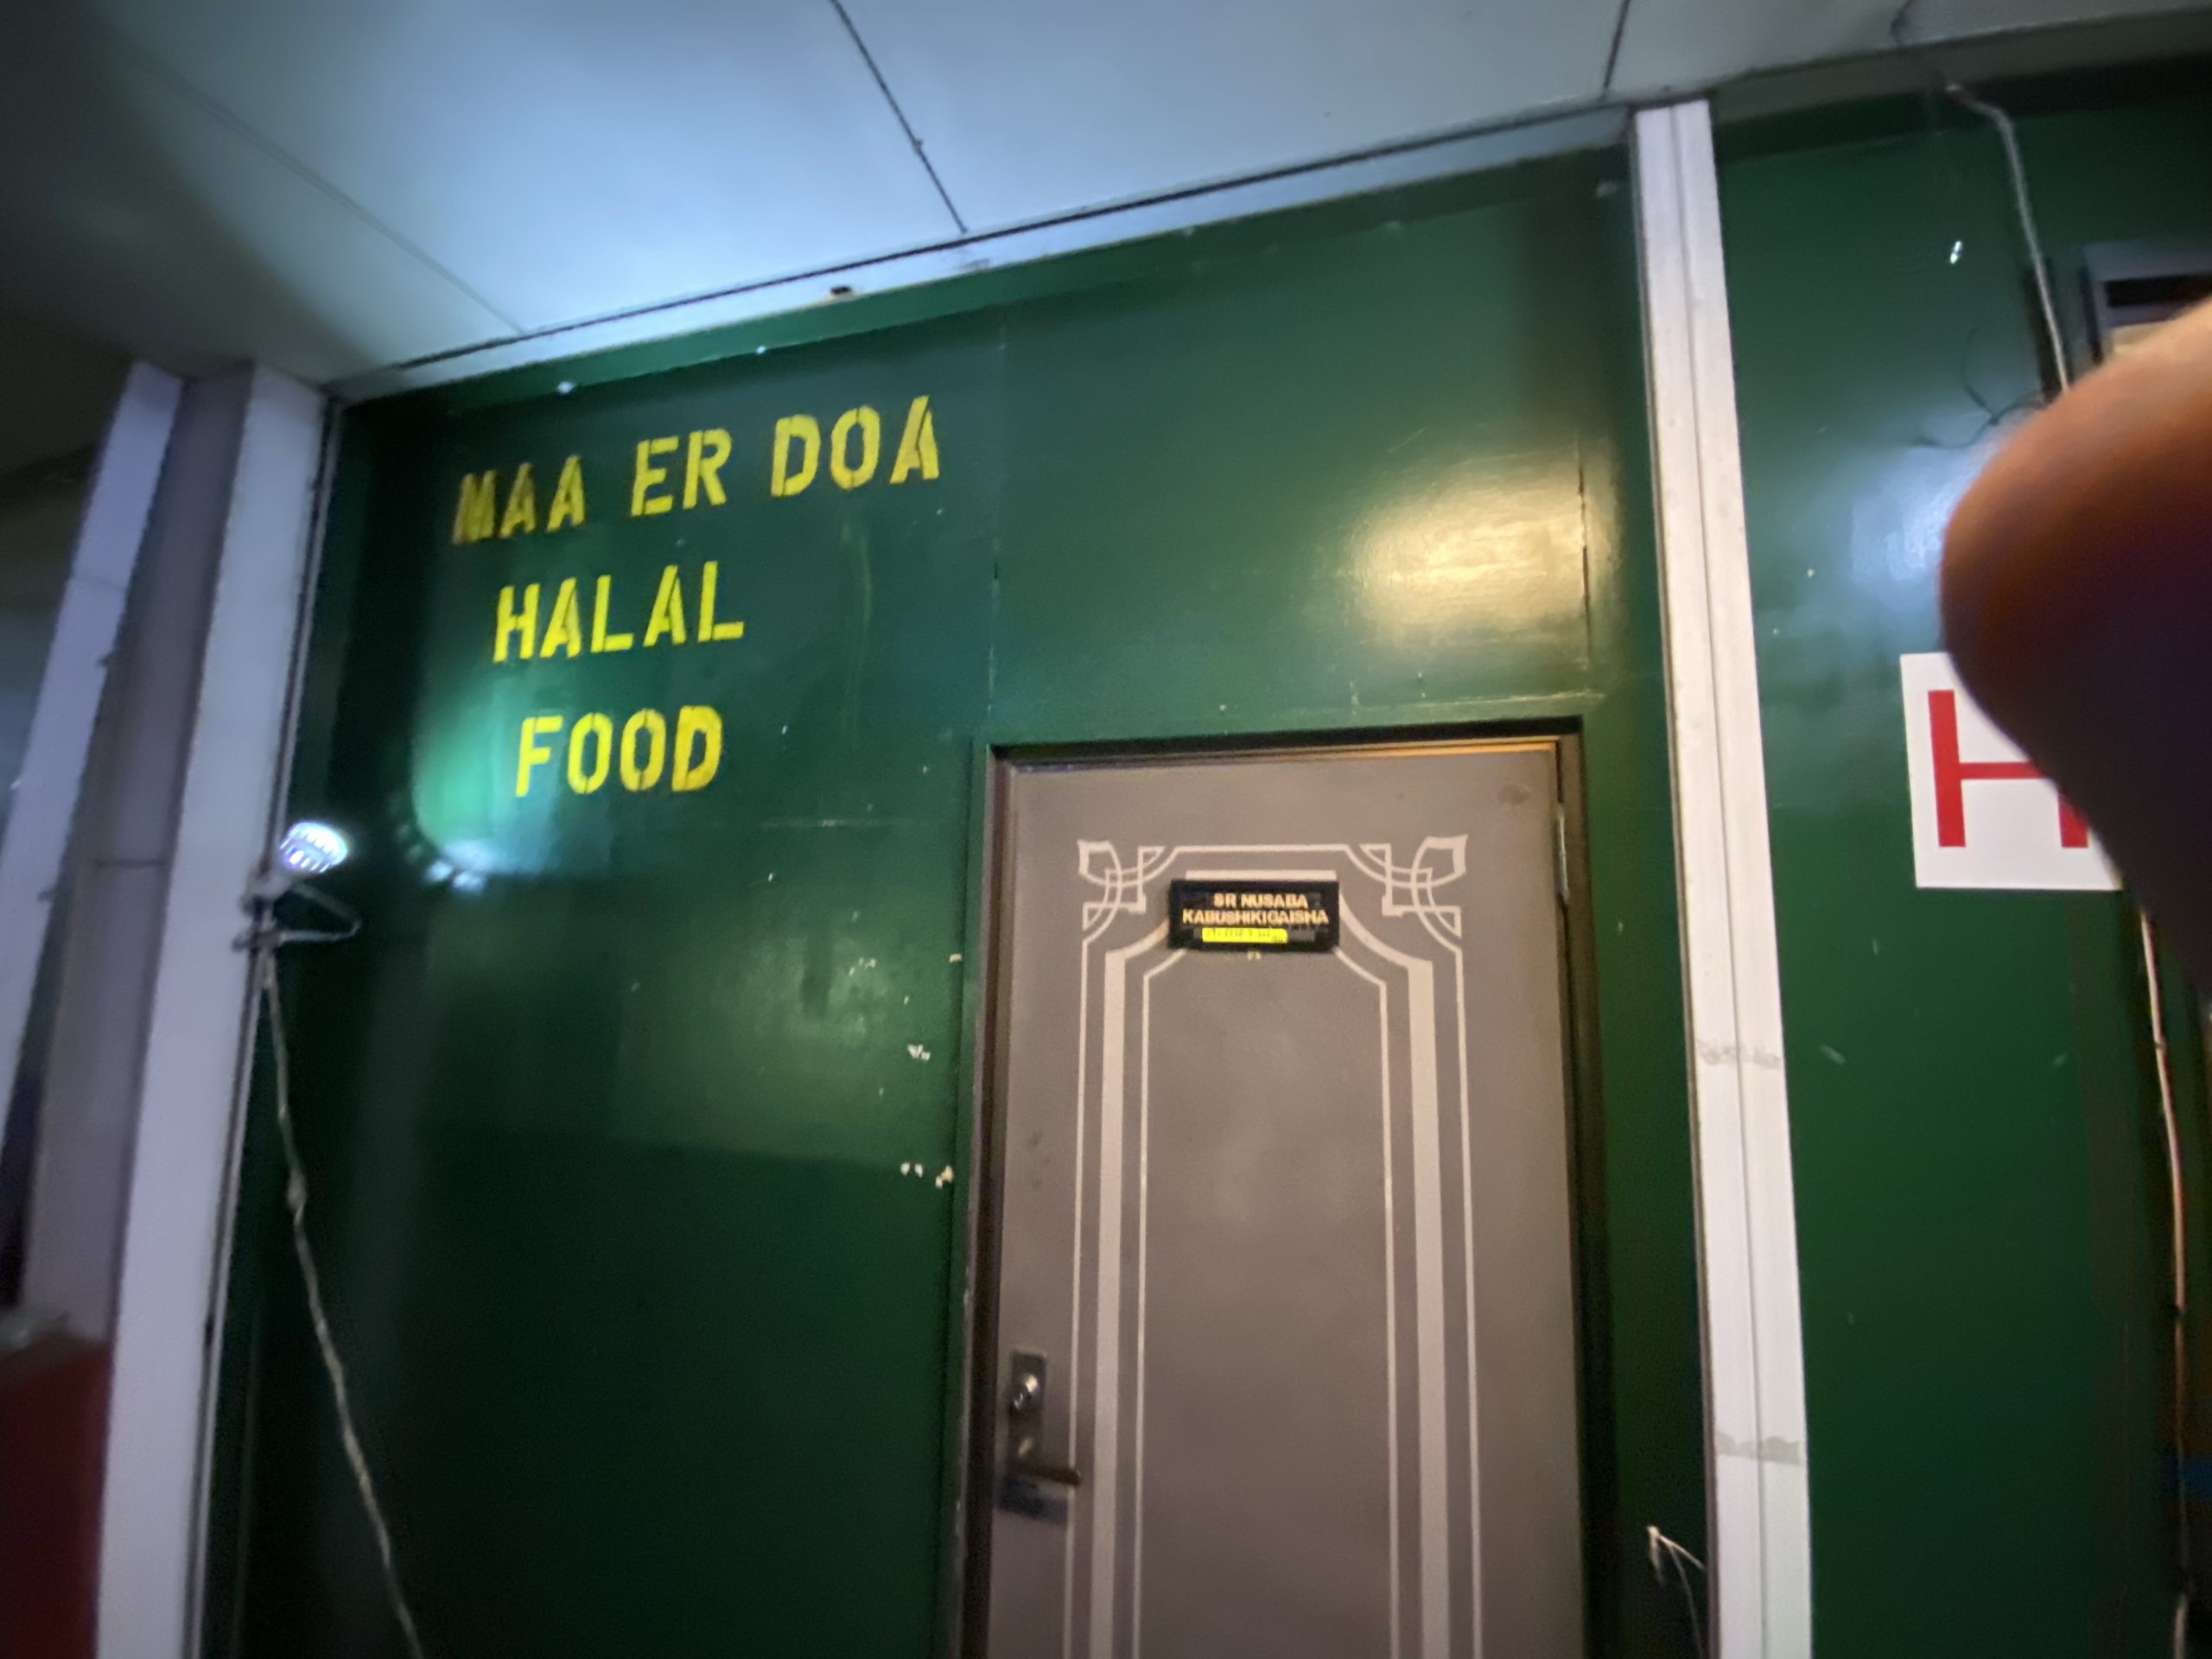 MAA ER DOA
HALAL
FOOD
SR NUSABA
KABUSHIKIGAISHA
H